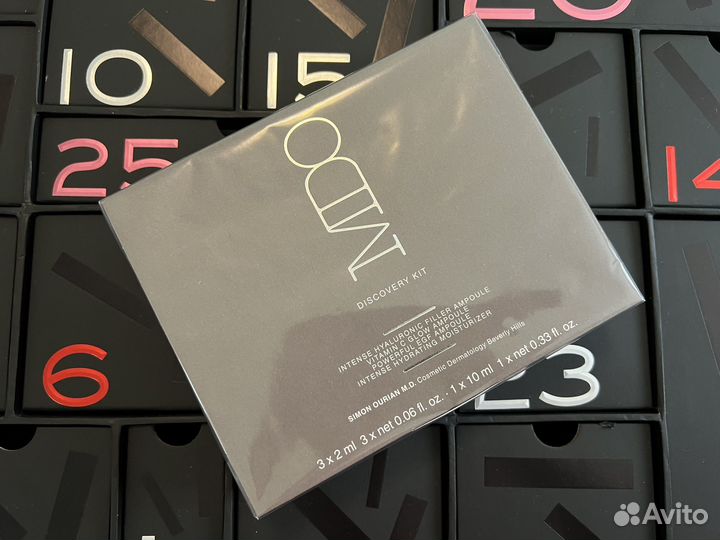 10
15
25
20
14
6
23
MDO
DISCOVERY KIT
INTENSE HYALURONIC FILLER AMPOULE
VITAMIN C GLOW AMPOULE
POWERFUL EGF AMPOULE
INTENSE HYDRATING MOISTURIZER
SIMON OURIAN M.D. Cosmetic Dermatology Beverly Hills
3 x 2 ml 3 x net 0.06 fl. oz. · 1 x 10 ml 1 x net 0.33 fl. oz.
Avito